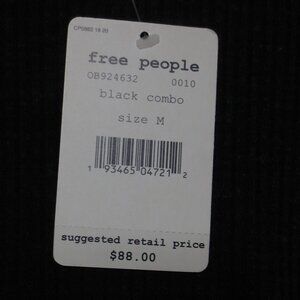 free people
OB924632 0010
black combo
size M
1 93465 04721 2
suggested retail price
$88.00